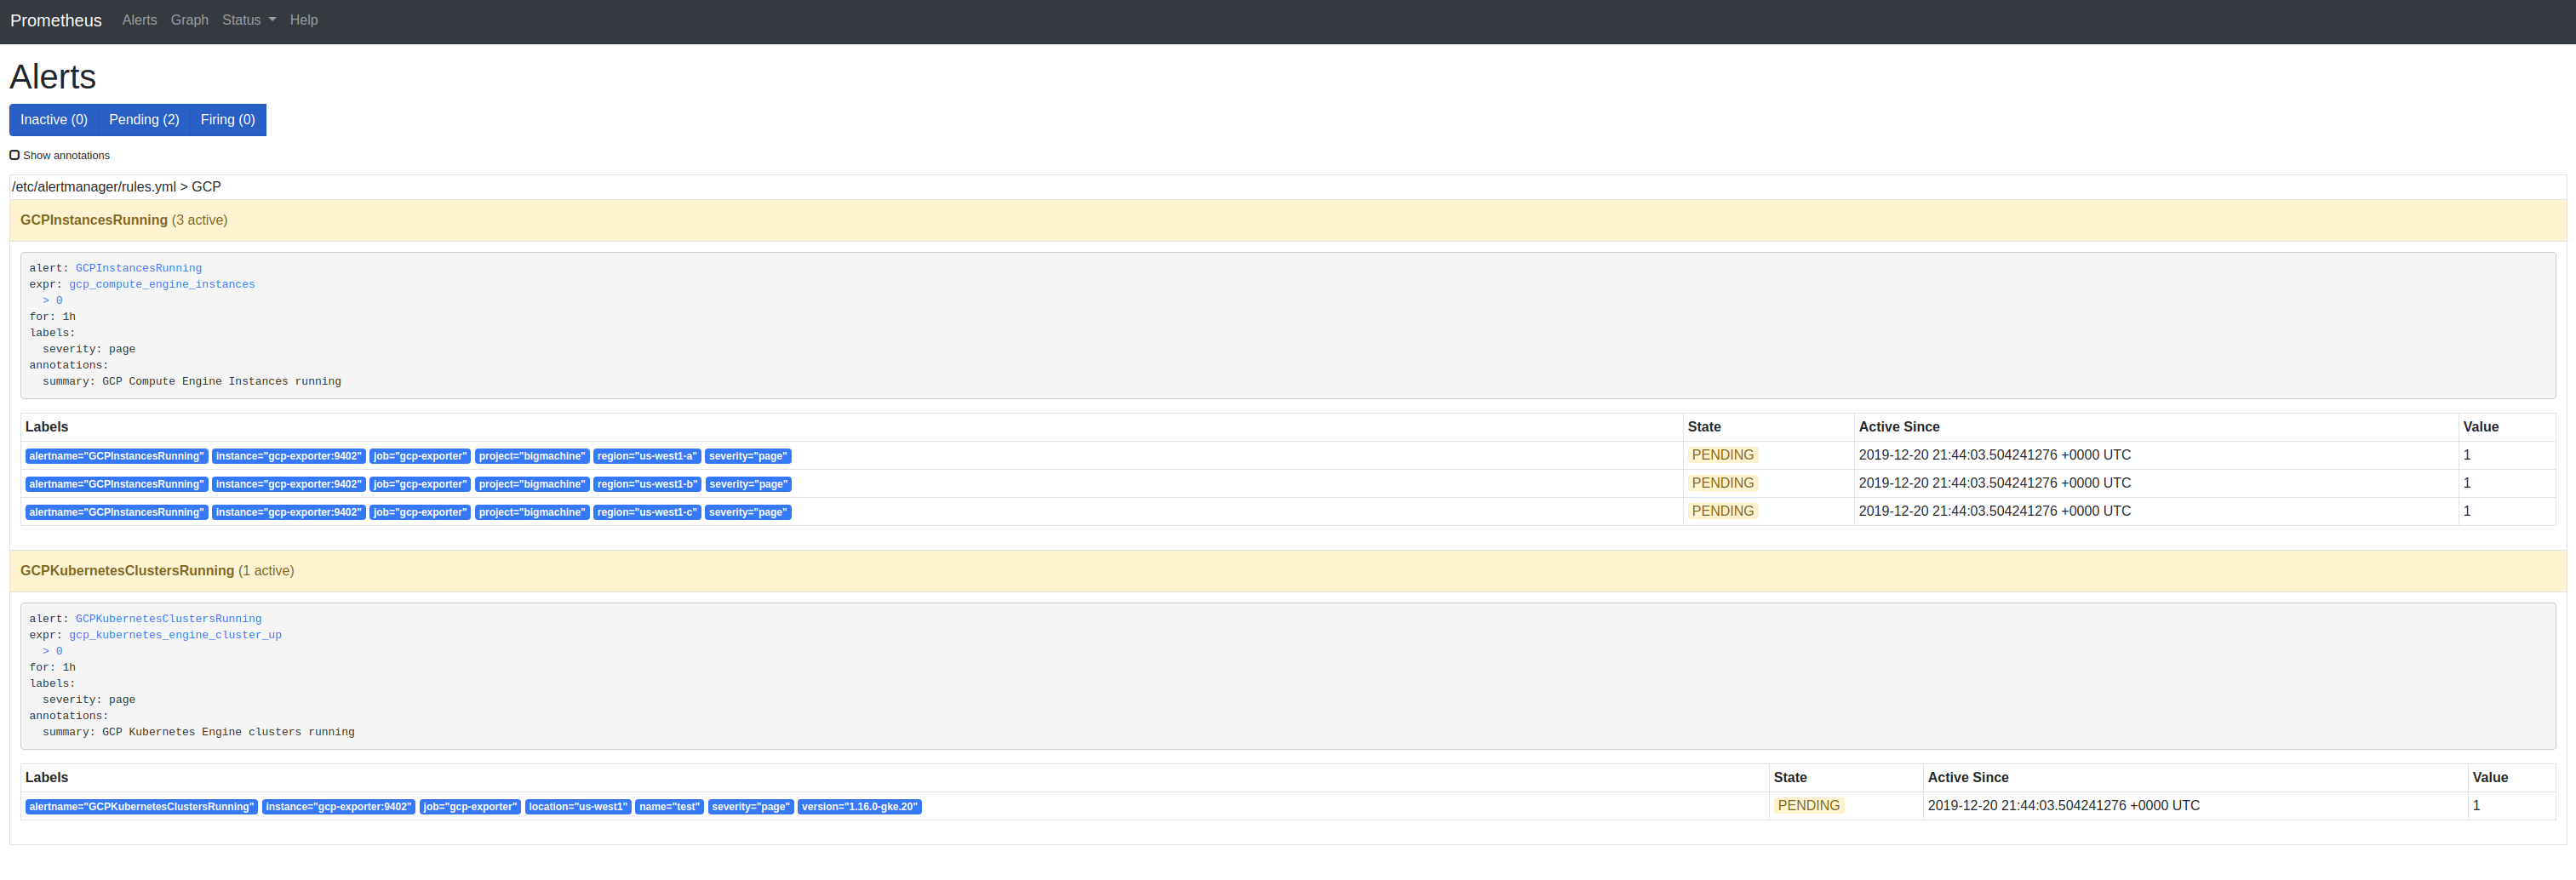 Prometheus Alerts Graph Status Help
Alerts
Inactive (0) Pending (2) Firing (0)
Show annotations
/etc/alertmanager/rules.yml > GCP
GCPInstancesRunning (3 active)
alert: GCPInstancesRunning
expr: gcp_compute_engine_instances
  > 0
for: 1h
labels:
  severity: page
annotations:
  summary: GCP Compute Engine Instances running
Labels State Active Since Value
alertname="GCPInstancesRunning" instance="gcp-exporter:9402" job="gcp-exporter" project="bigmachine" region="us-west1-a" severity="page" PENDING 2019-12-20 21:44:03.504241276 +0000 UTC 1
alertname="GCPInstancesRunning" instance="gcp-exporter:9402" job="gcp-exporter" project="bigmachine" region="us-west1-b" severity="page" PENDING 2019-12-20 21:44:03.504241276 +0000 UTC 1
alertname="GCPInstancesRunning" instance="gcp-exporter:9402" job="gcp-exporter" project="bigmachine" region="us-west1-c" severity="page" PENDING 2019-12-20 21:44:03.504241276 +0000 UTC 1
GCPKubernetesClustersRunning (1 active)
alert: GCPKubernetesClustersRunning
expr: gcp_kubernetes_engine_cluster_up
  > 0
for: 1h
labels:
  severity: page
annotations:
  summary: GCP Kubernetes Engine clusters running
Labels State Active Since Value
alertname="GCPKubernetesClustersRunning" instance="gcp-exporter:9402" job="gcp-exporter" location="us-west1" name="test" severity="page" version="1.16.0-gke.20" PENDING 2019-12-20 21:44:03.504241276 +0000 UTC 1